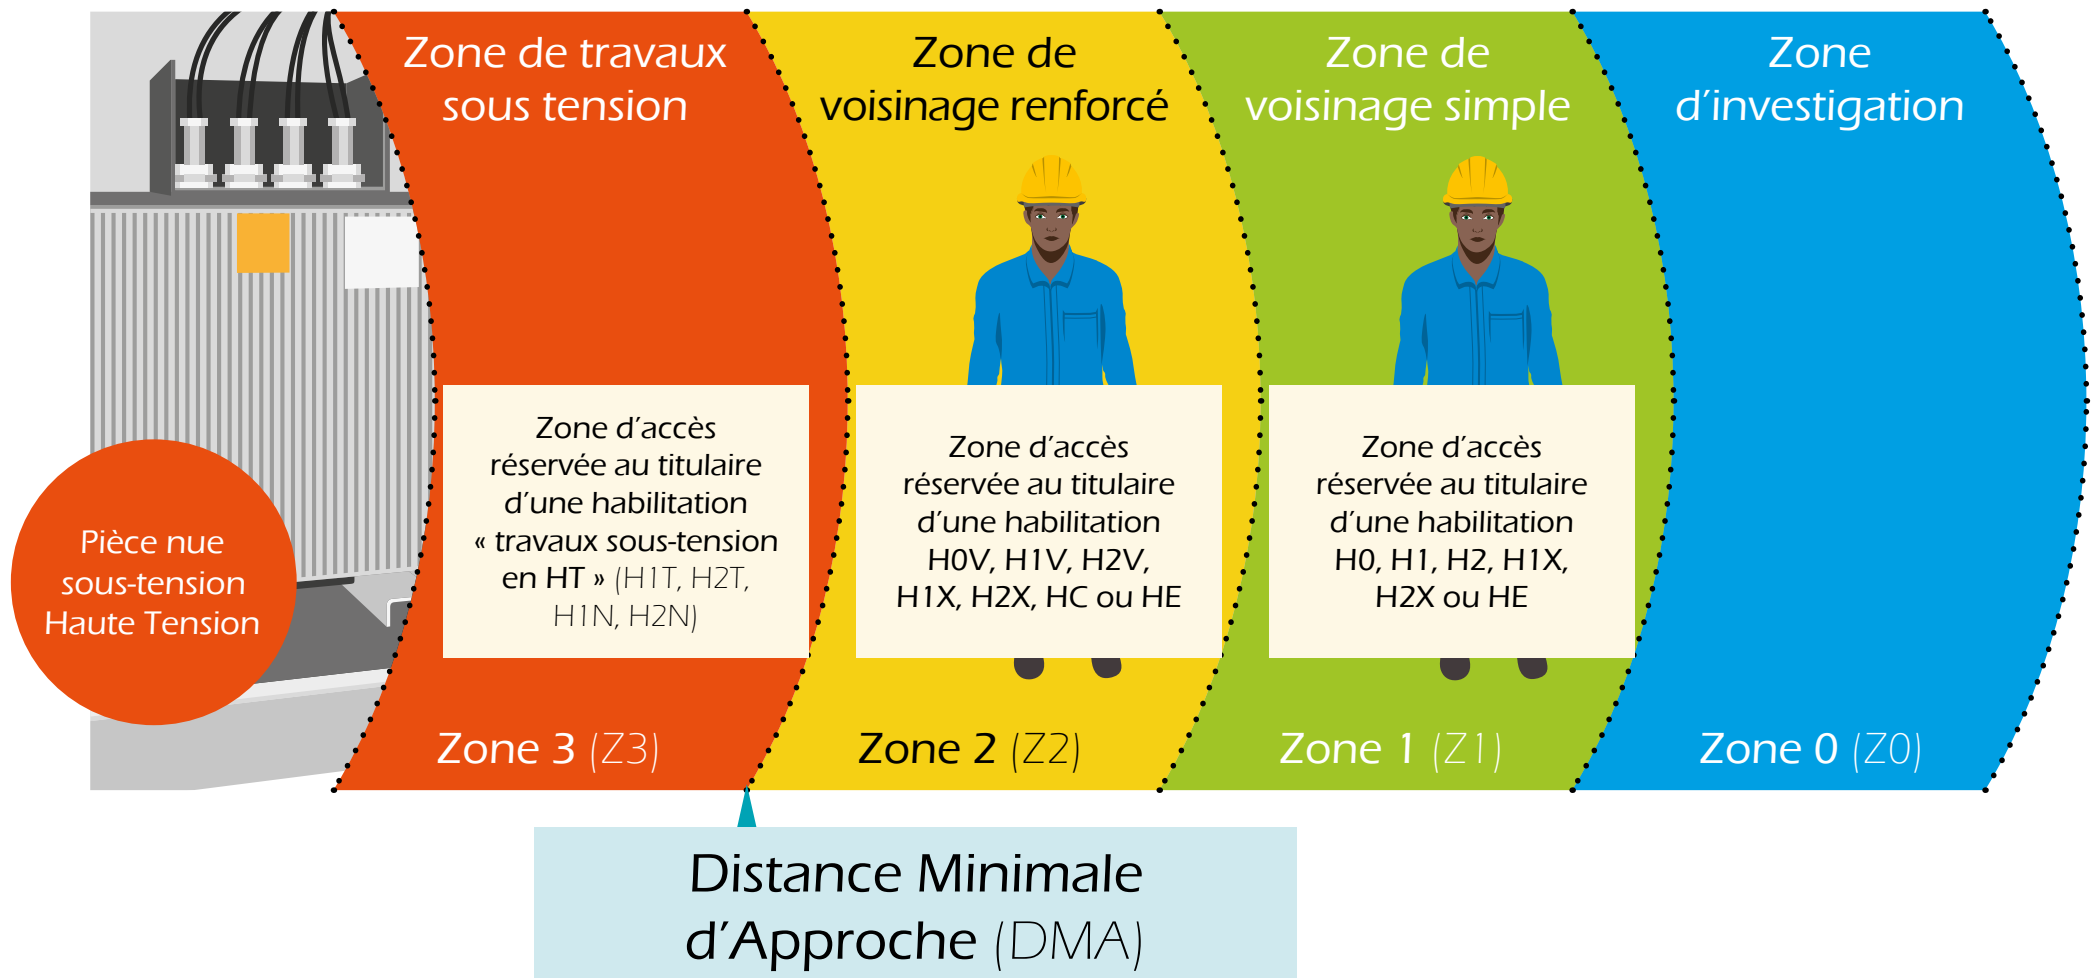 Zone de travaux
sous tension
Zone de
voisinage renforcé
Zone de
voisinage simple
Zone
d'investigation
Pièce nue
sous-tension
Haute Tension
Zone d'accès
réservée au titulaire
d'une habilitation
« travaux sous-tension
en HT » (H1T, H2T,
H1N, H2N)
Zone d'accès
réservée au titulaire
d'une habilitation
H0V, H1V, H2V,
H1X, H2X, HC ou HE
Zone d'accès
réservée au titulaire
d'une habilitation
H0, H1, H2, H1X,
H2X ou HE
Zone 3 (Z3)
Zone 2 (Z2)
Zone 1 (Z1)
Zone 0 (Z0)
Distance Minimale
d'Approche (DMA)